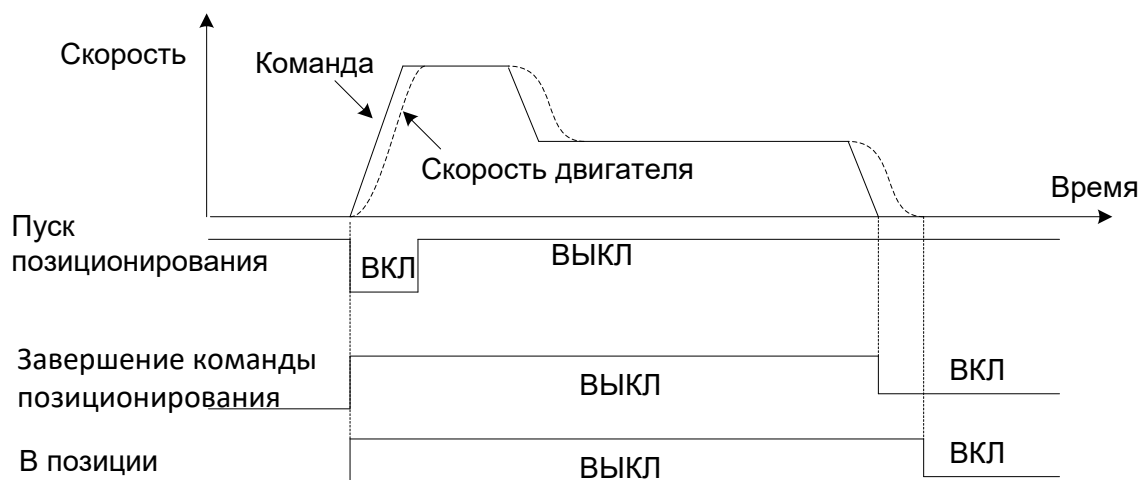 Скорость
Команда
Скорость двигателя
Время
Пуск
позиционирования
ВКЛ
ВЫКЛ
Завершение команды
позиционирования
ВЫКЛ
ВКЛ
В позиции
ВЫКЛ
ВКЛ